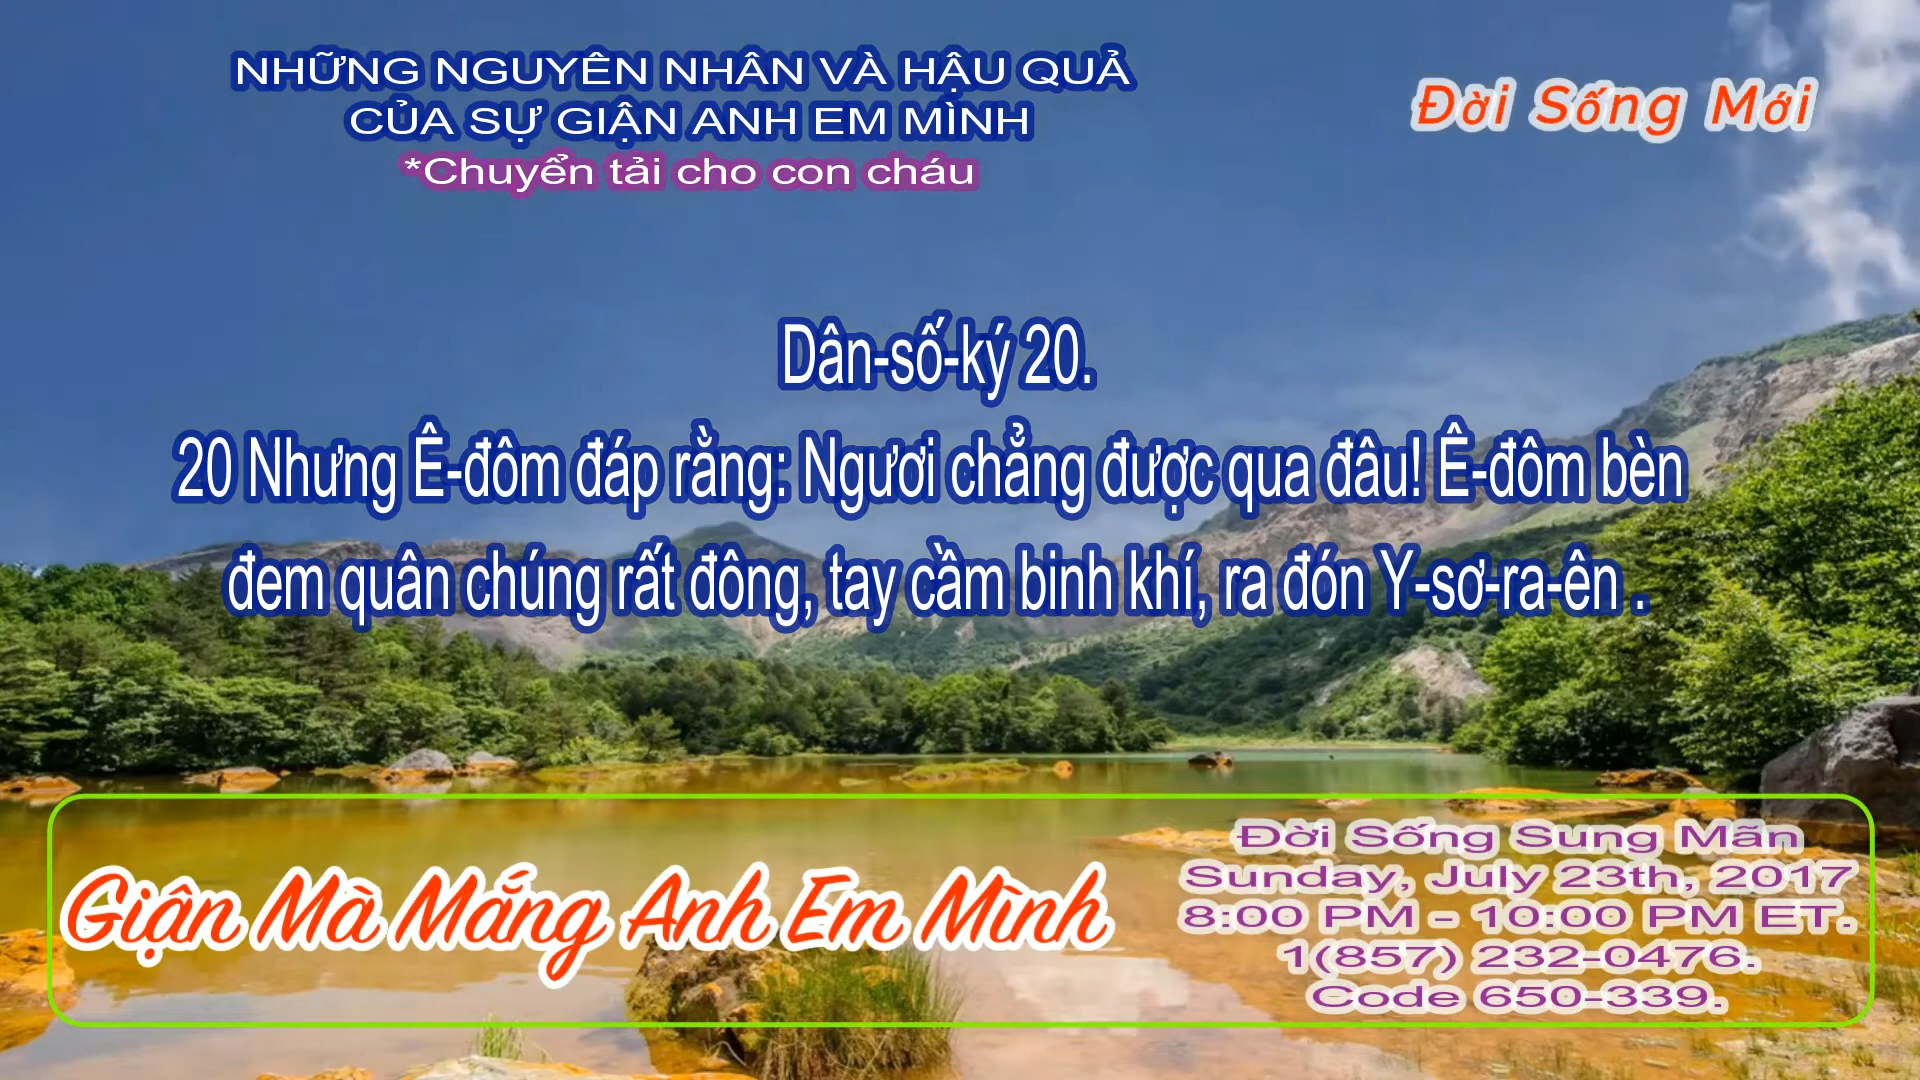 NHỮNG NGUYÊN NHÂN VÀ HẬU QUẢ
CỦA SỰ GIẬN ANH EM MÌNH
*Chuyển tải cho con cháu
Đời Sống Mới
Dân-số-ký 20.
20 Nhưng Ê-đôm đáp rằng: Ngươi chẳng được qua đâu! Ê-đôm bèn
đem quân chúng rất đông, tay cầm binh khí, ra đón Y-sơ-ra-ên .
Giận Mà Mắng Anh Em Mình
Đời Sống Sung Mãn
Sunday, July 23th, 2017
8:00 PM – 10:00 PM ET.
1(857) 232-0476.
Code 650-339.